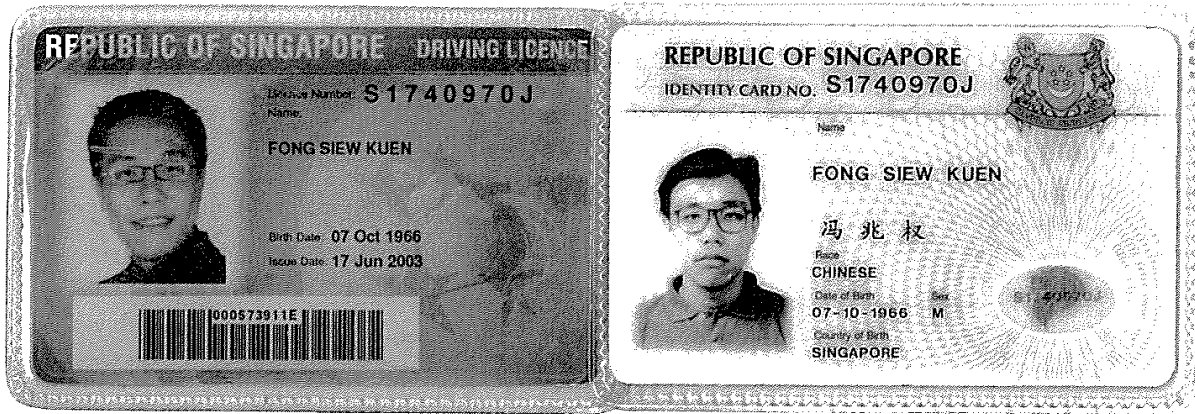 REPUBLIC OF SINGAPORE DRIVING LICENCE
Licence Number: S1740970J
Name:
FONG SIEW KUEN
Birth Date: 07 Oct 1966
Issue Date: 17 Jun 2003
000573911E
REPUBLIC OF SINGAPORE
IDENTITY CARD NO. S1740970J
Name
FONG SIEW KUEN
冯兆权
Race
CHINESE
Date of Birth Sex
07-10-1966 M
Country of Birth
SINGAPORE